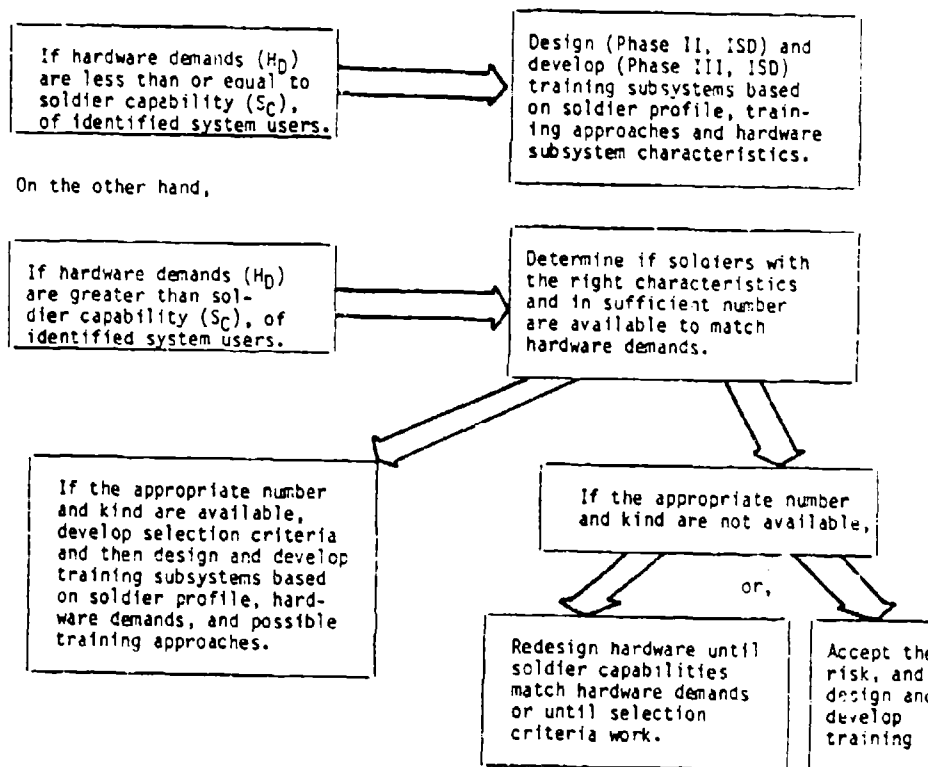 If hardware demands (HD)
are less than or equal to
soldier capability (SC),
of identified system users.
Design (Phase II, ISD) and
develop (Phase III, ISD)
training subsystems based
on soldier profile, train-
ing approaches and hardware
subsystem characteristics.
On the other hand,
If hardware demands (HD)
are greater than sol-
dier capability (SC), of
identified system users.
Determine if soldiers with
the right characteristics
and in sufficient number
are available to match
hardware demands.
If the appropriate number
and kind are available,
develop selection criteria
and then design and develop
training subsystems based
on soldier profile, hard-
ware demands, and possible
training approaches.
If the appropriate number
and kind are not available,
or,
Redesign hardware until
soldier capabilities
match hardware demands
or until selection
criteria work.
Accept the
risk, and
design and
develop
training